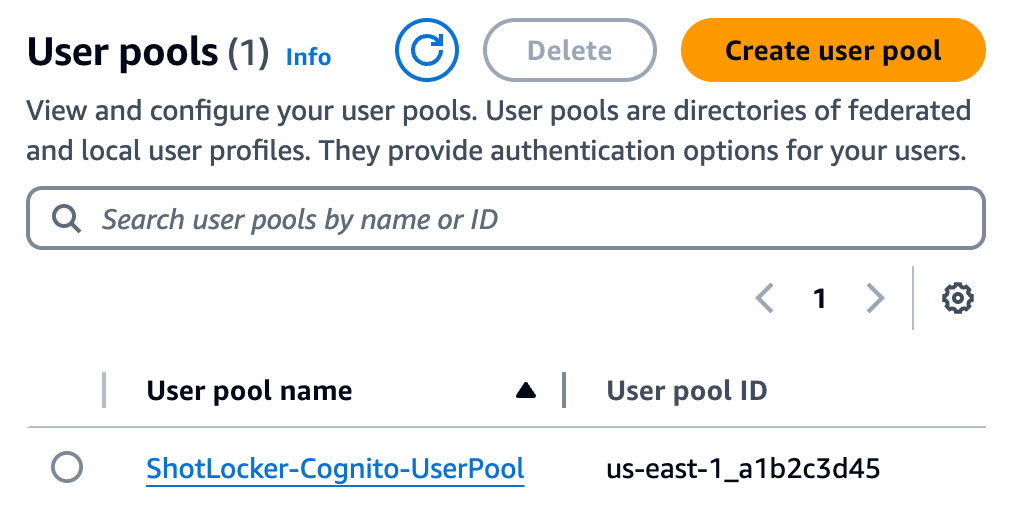 User pools (1) Info Delete Create user pool
View and configure your user pools. User pools are directories of federated
and local user profiles. They provide authentication options for your users.
Search user pools by name or ID
1
User pool name User pool ID
ShotLocker-Cognito-UserPool us-east-1_a1b2c3d45